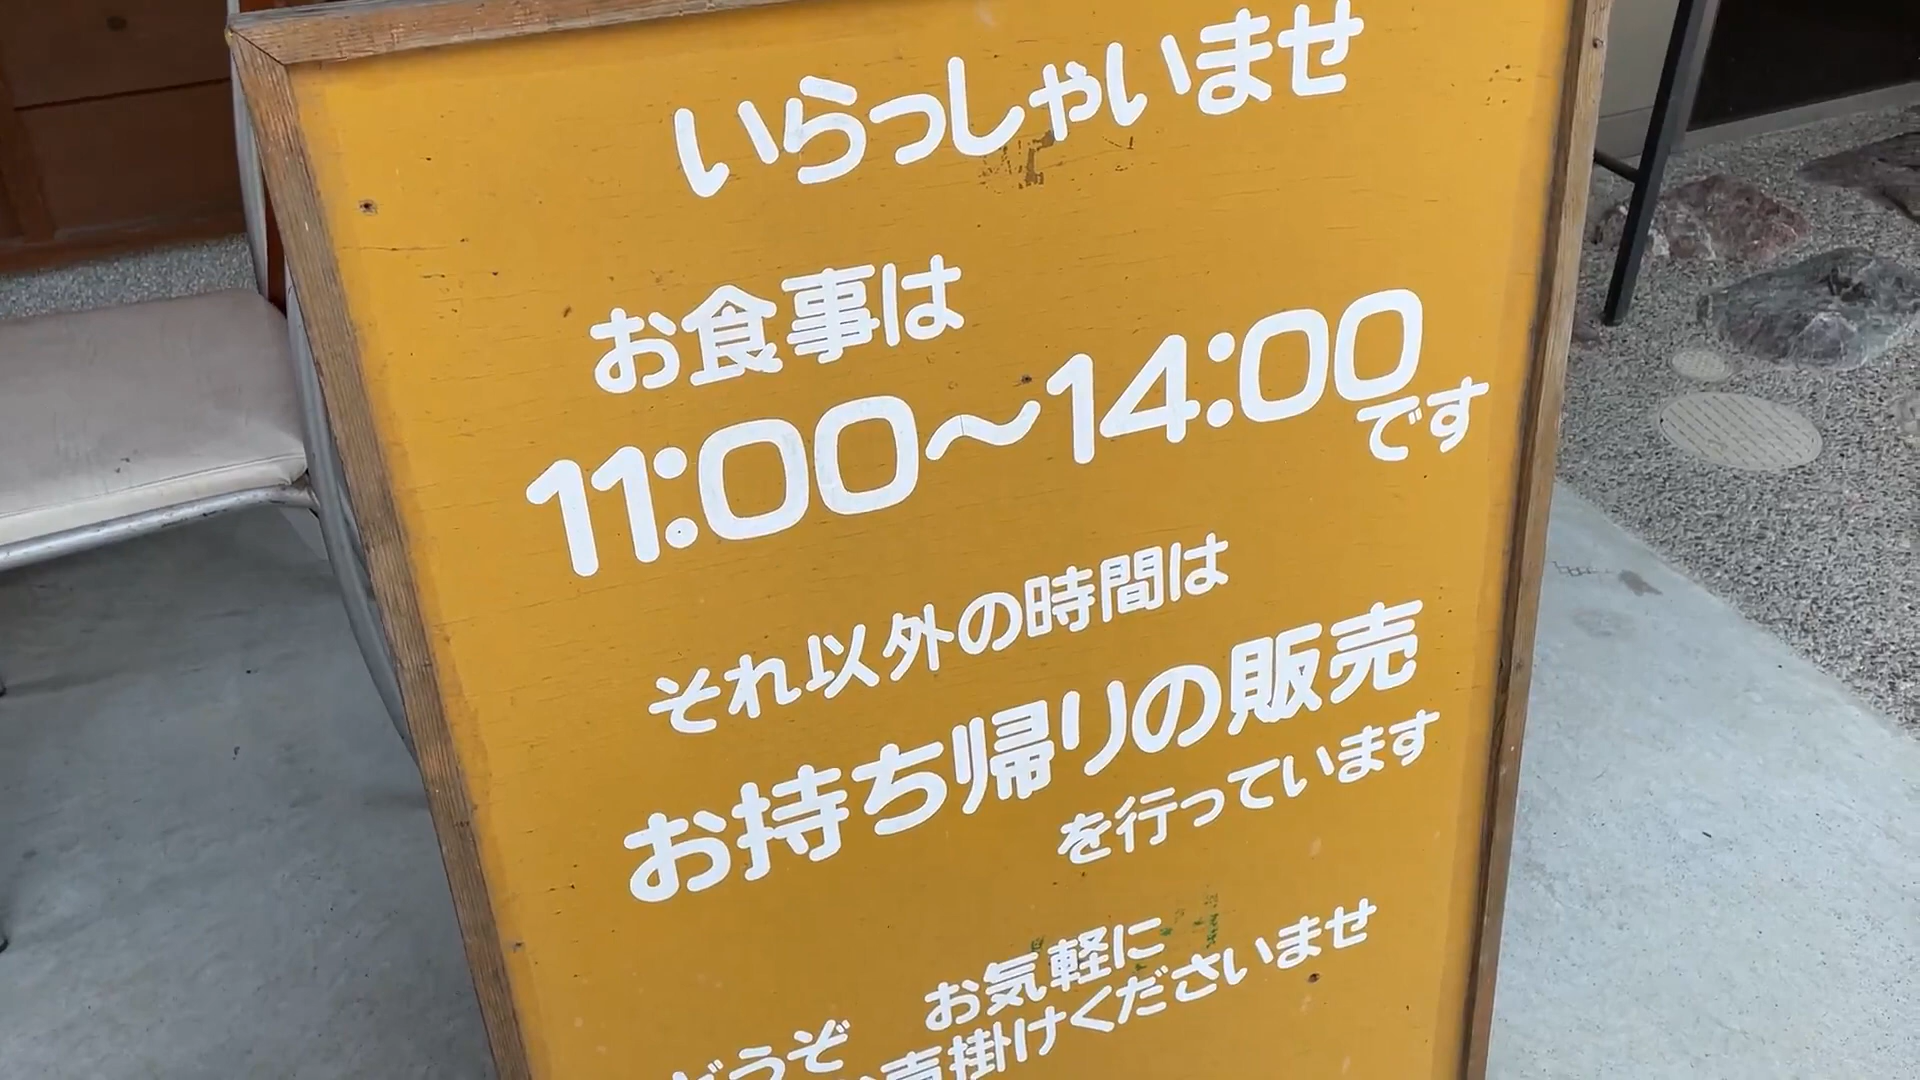 いらっしゃいませ
お食事は
11:00～14:00
です
それ以外の時間は
お持ち帰りの販売
を行っています
お気軽に
どうぞ
お声掛けくださいませ